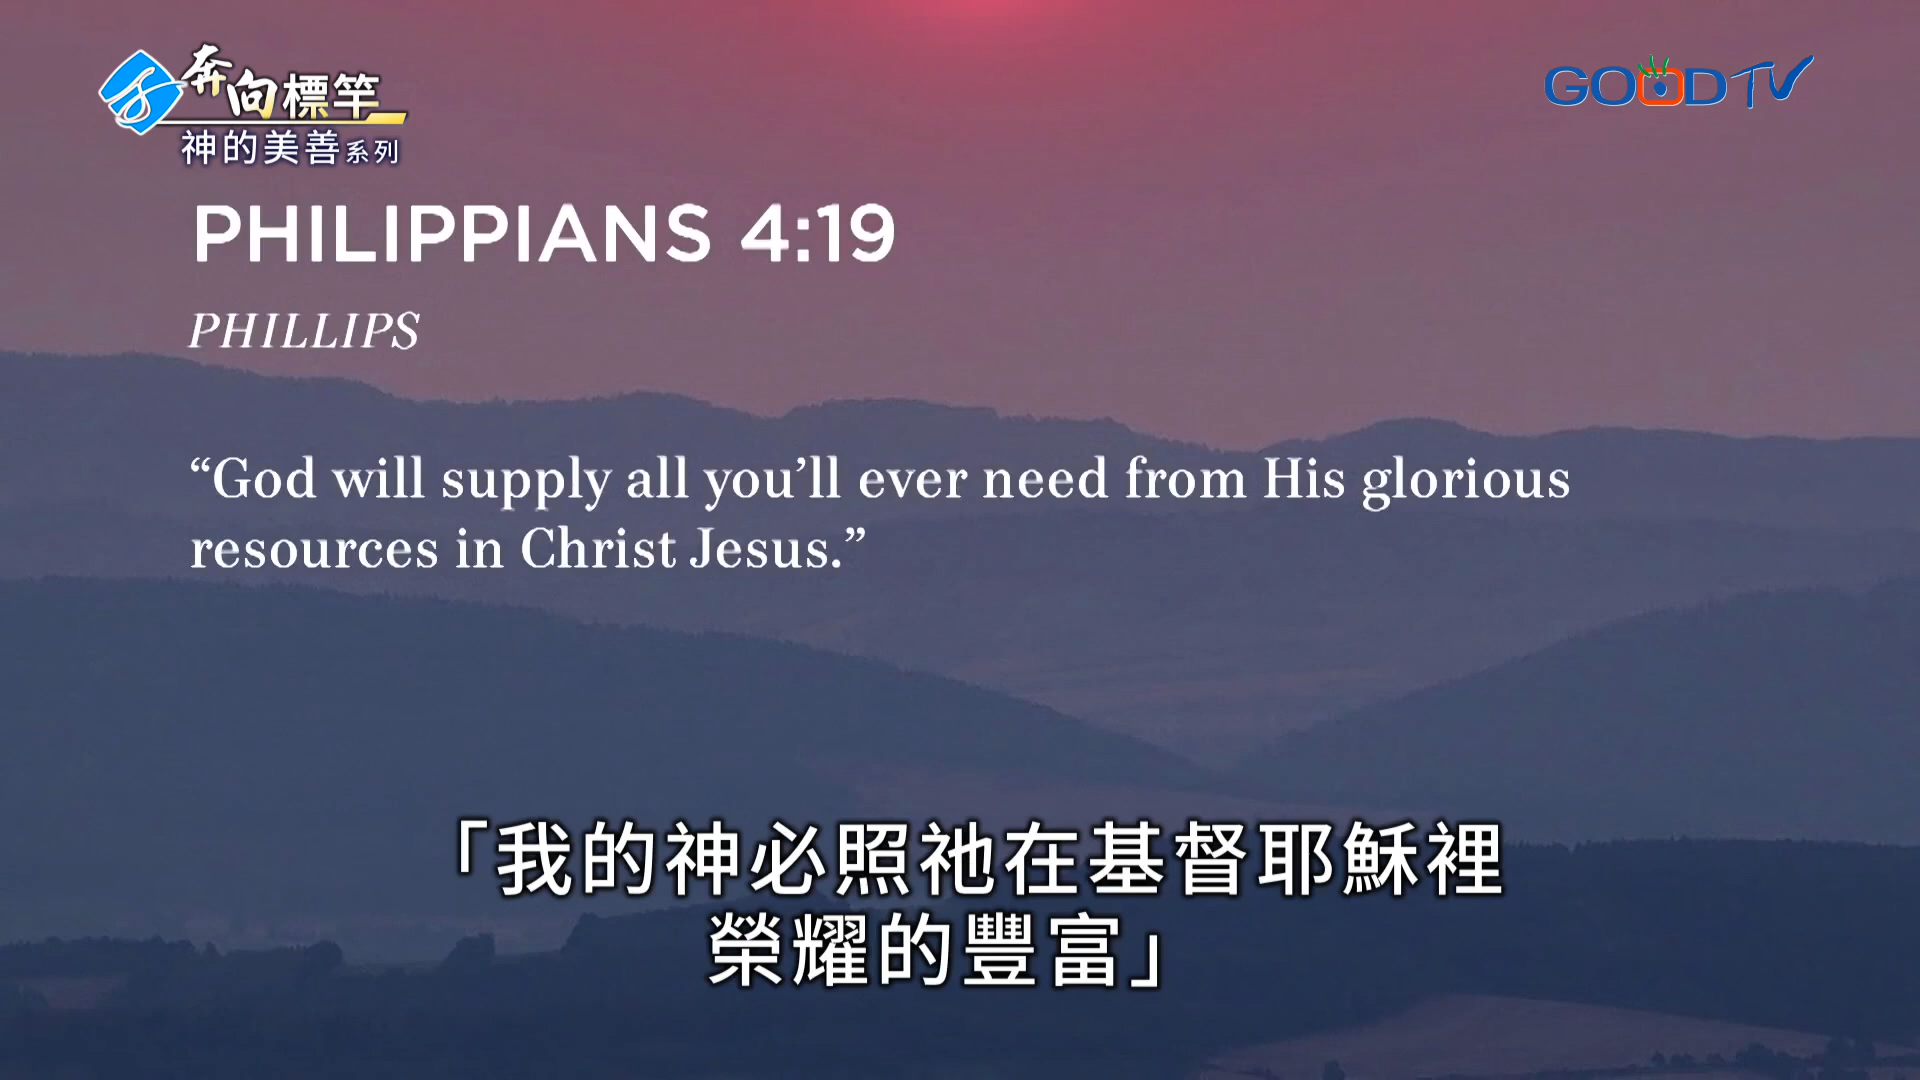 奔向標竿
GOOD TV
神的美善系列
PHILIPPIANS 4:19
PHILLIPS
“God will supply all you’ll ever need from His glorious
resources in Christ Jesus.”
「我的神必照祂在基督耶穌裡
榮耀的豐富」